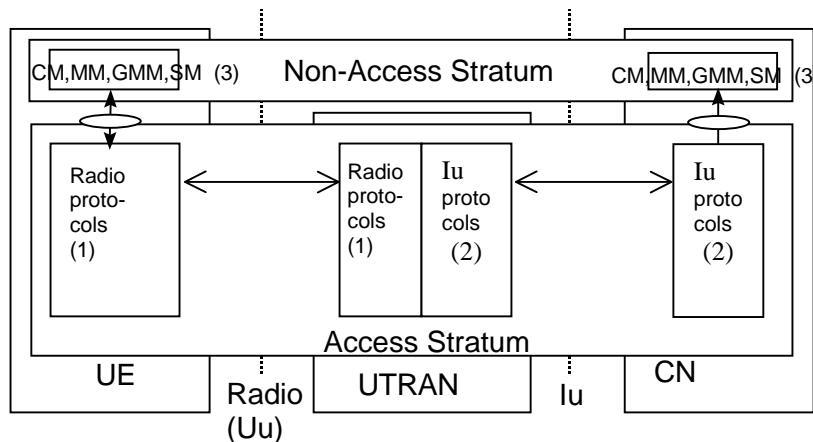 CM,MM,GMM,SM (3)
Non-Access Stratum
CM,MM,GMM,SM (3
Radio
proto-
cols
(1)
Radio
proto-
cols
(1)
Iu
proto
cols
(2)
Iu
proto
cols
(2)
Access Stratum
UE
Radio
(Uu)
UTRAN
Iu
CN